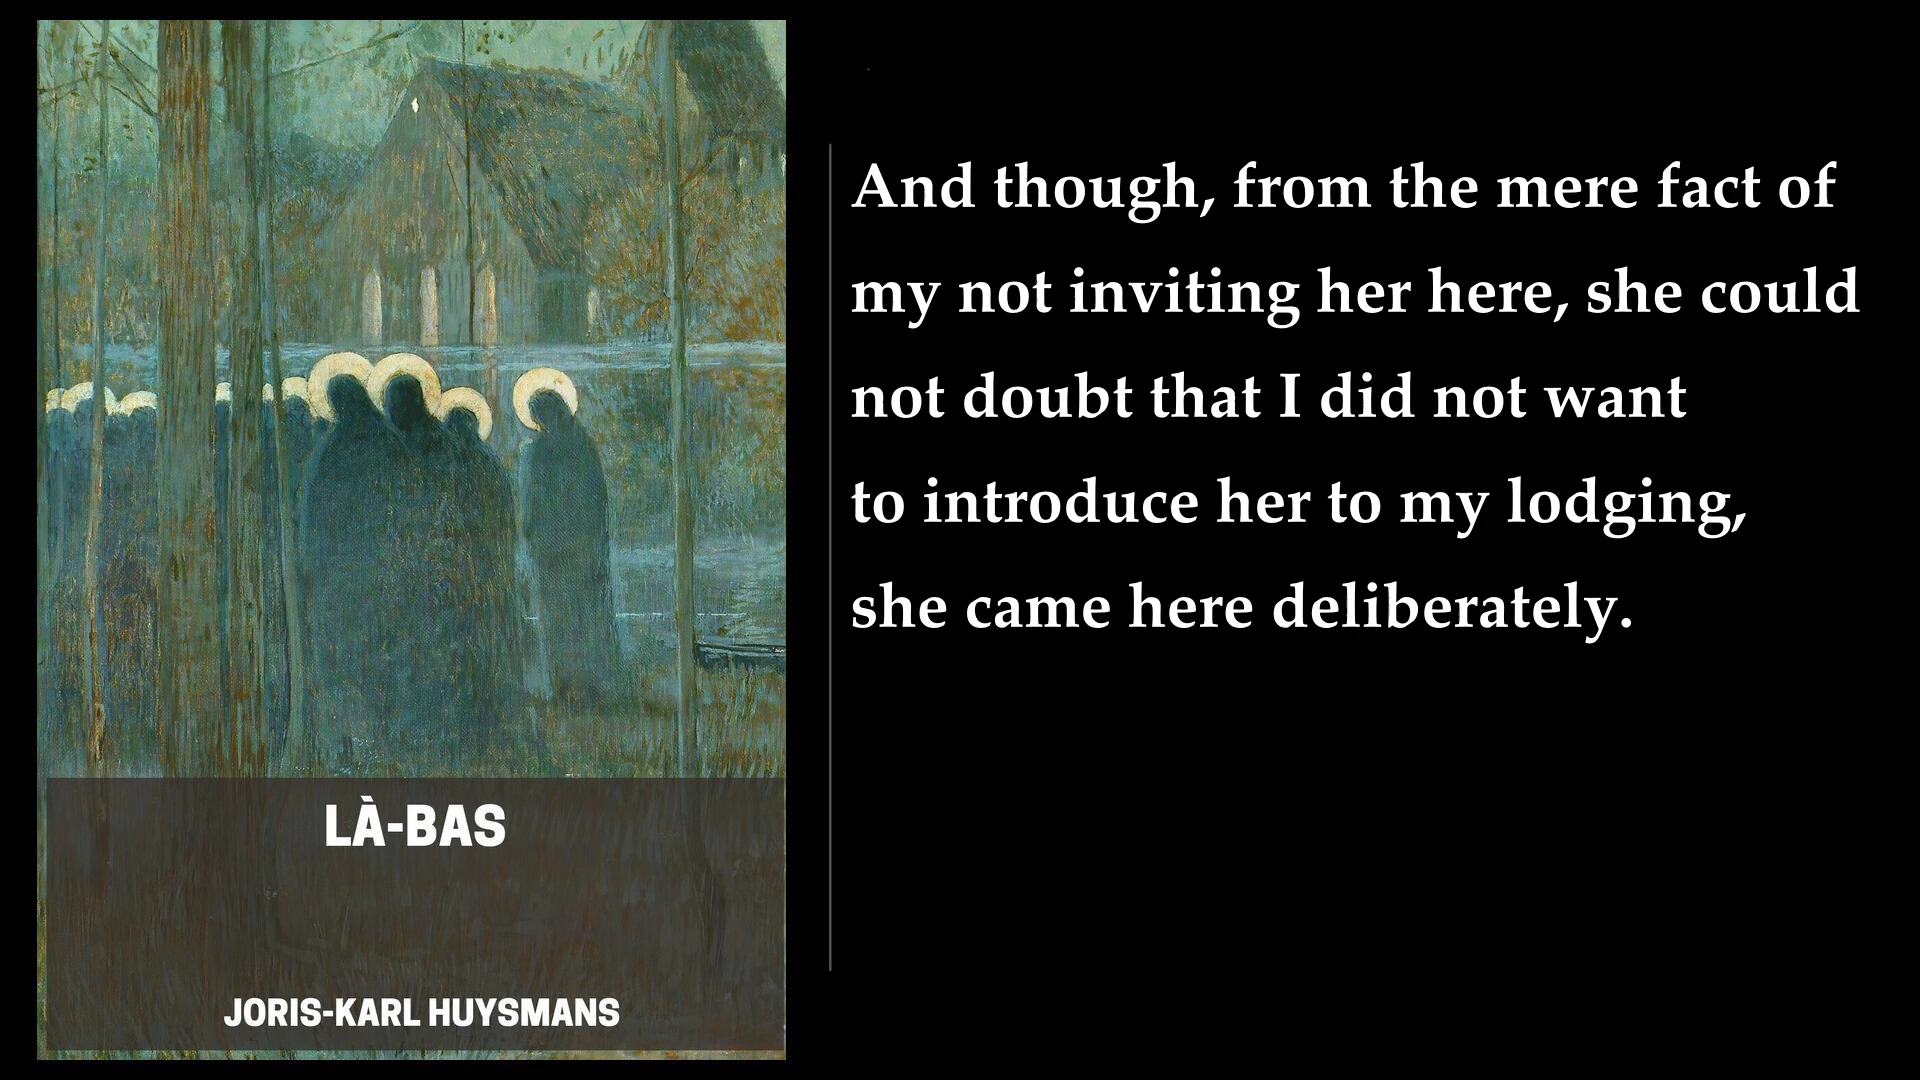 LÀ-BAS
JORIS-KARL HUYSMANS
And though, from the mere fact of
my not inviting her here, she could
not doubt that I did not want
to introduce her to my lodging,
she came here deliberately.